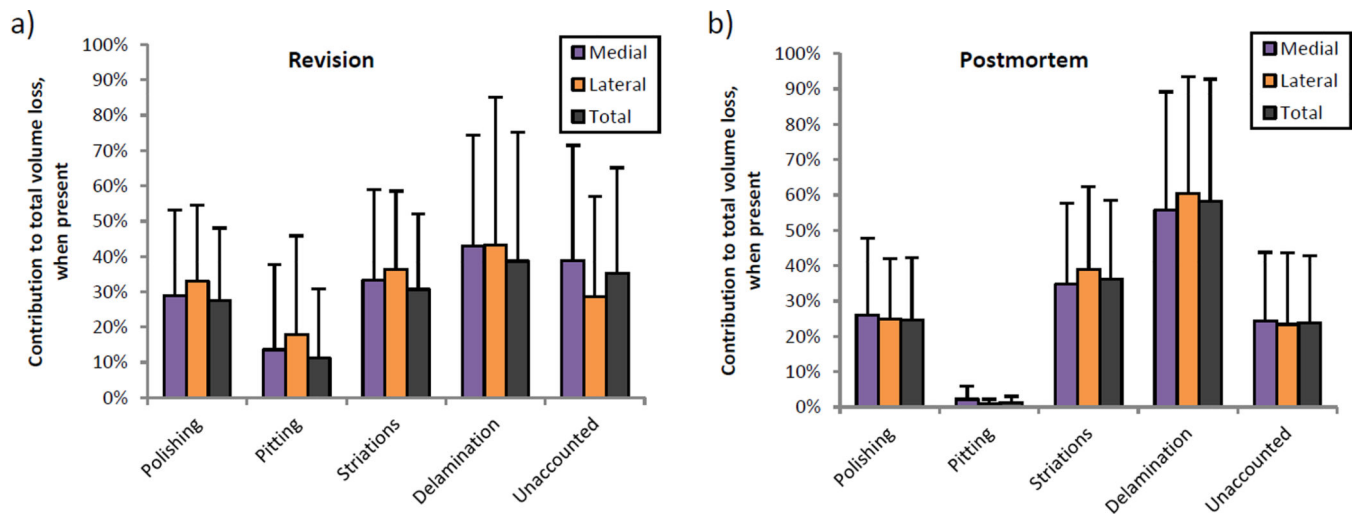 a)
Contribution to total volume loss,
when present
100%
90%
80%
70%
60%
50%
40%
30%
20%
10%
0%
Revision
Medial
Lateral
Total
Polishing
Pitting
Striations
Delamination
Unaccounted
b)
Contribution to total volume loss,
when present
100%
90%
80%
70%
60%
50%
40%
30%
20%
10%
0%
Postmortem
Medial
Lateral
Total
Polishing
Pitting
Striations
Delamination
Unaccounted